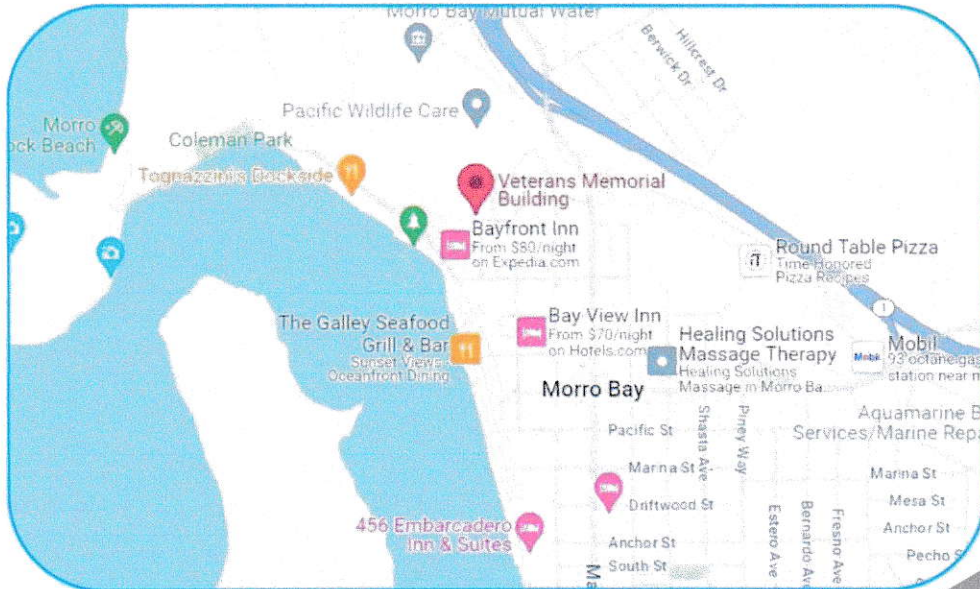 Morro Bay Mutual Water
Hillcrest Dr
Berwick Dr
Pacific Wildlife Care
Morro
ock Beach
Coleman Park
Tognazzini's Dockside
Veterans Memorial
Building
Bayfront Inn
From $80/night
on Expedia.com
Round Table Pizza
Time Honored
Pizza Recipes
1
The Galley Seafood
Grill & Bar
Sunset Views -
Oceanfront Dining
Bay View Inn
From $70/night
on Hotels.com
Healing Solutions
Massage Therapy
Healing Solutions
Massage in Morro Ba...
Mobil
Mobil
93 octane gas
station near m
Morro Bay
Aquamarine B
Services/Marine Repa
Pacific St
Shasta Ave
Piney Way
Marina St
Marina St
Driftwood St
Mesa St
456 Embarcadero
Inn & Suites
Anchor St
Anchor St
South St
Pecho S
Ma
Estero Ave
Bernardo Ave
Fresno Ave